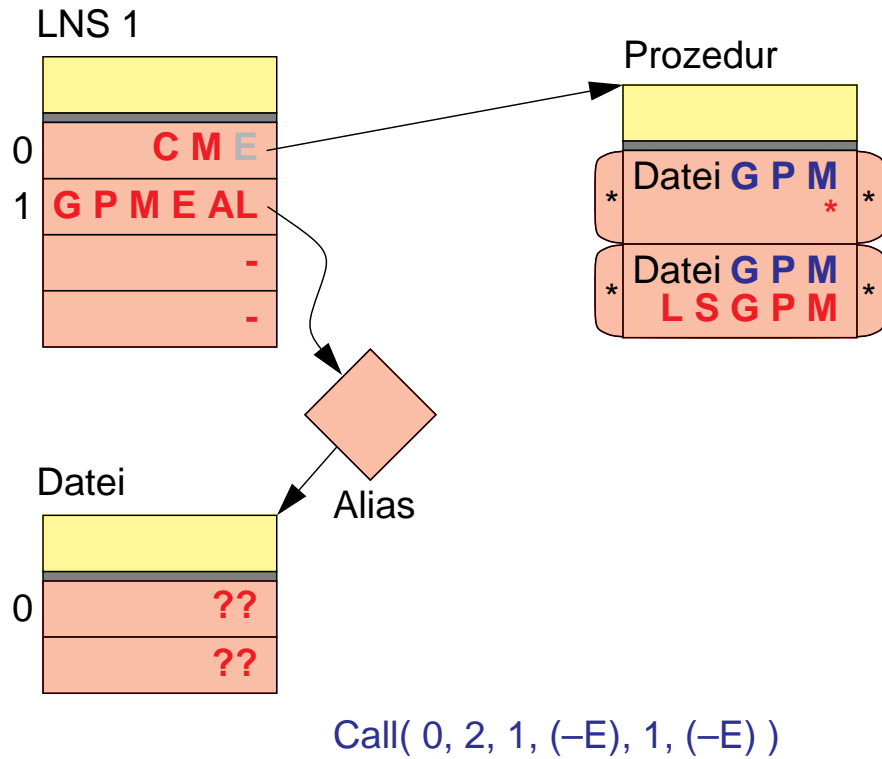 LNS 1
Prozedur
0
C M E
1
G P M E AL
-
-
Datei G P M
*
* *
Datei G P M
L S G P M
* *
Alias
Datei
0
??
??
Call( 0, 2, 1, (–E), 1, (–E) )